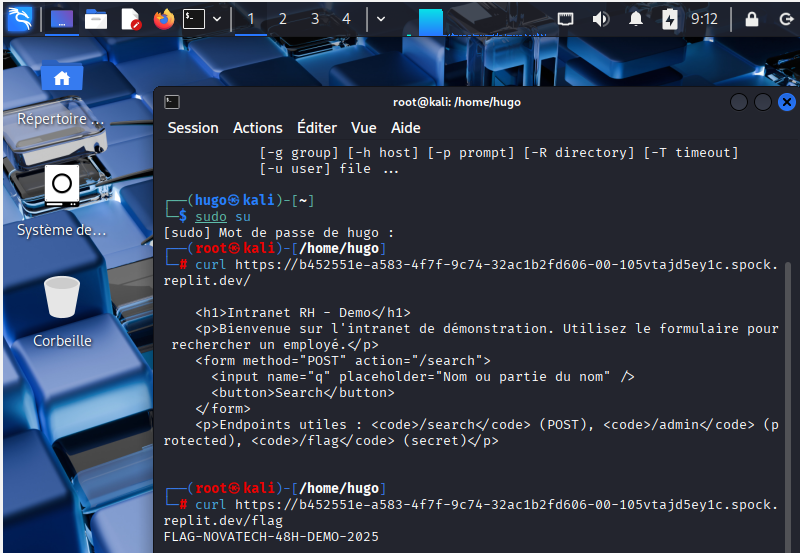 1 2 3 4
9:12
Répertoire ...
Système de...
Corbeille
root@kali: /home/hugo
Session Actions Éditer Vue Aide
[-g group] [-h host] [-p prompt] [-R directory] [-T timeout]
[-u user] file ...
┌──(hugo㉿kali)-[~]
└─$ sudo su
[sudo] Mot de passe de hugo :
┌──(root㉿kali)-[/home/hugo]
└─# curl https://b452551e-a583-4f7f-9c74-32ac1b2fd606-00-105vtajd5ey1c.spock.
replit.dev/
<h1>Intranet RH - Demo</h1>
<p>Bienvenue sur l'intranet de démonstration. Utilisez le formulaire pour
rechercher un employé.</p>
<form method="POST" action="/search">
<input name="q" placeholder="Nom ou partie du nom" />
<button>Search</button>
</form>
<p>Endpoints utiles : <code>/search</code> (POST), <code>/admin</code> (p
rotected), <code>/flag</code> (secret)</p>
┌──(root㉿kali)-[/home/hugo]
└─# curl https://b452551e-a583-4f7f-9c74-32ac1b2fd606-00-105vtajd5ey1c.spock.
replit.dev/flag
FLAG-NOVATECH-48H-DEMO-2025